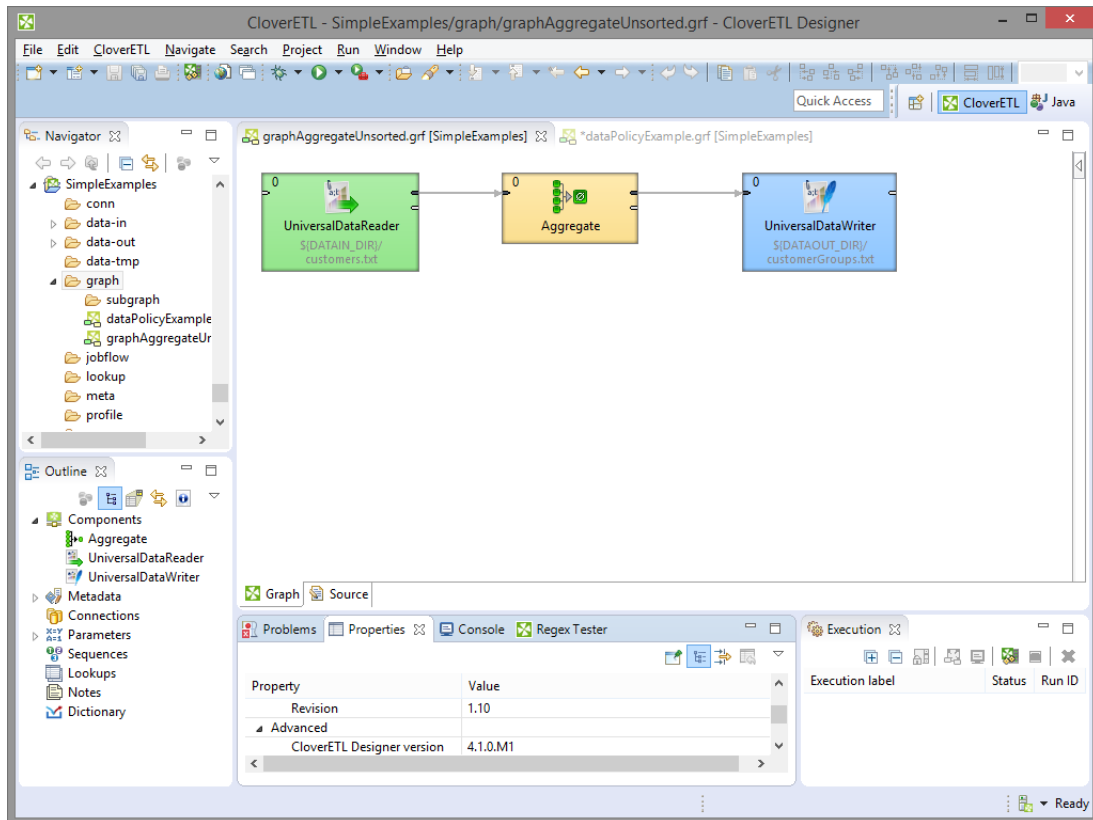 CloverETL - SimpleExamples/graph/graphAggregateUnsorted.grf - CloverETL Designer
File Edit CloverETL Navigate Search Project Run Window Help
Quick Access
CloverETL
Java
Navigator
SimpleExamples
conn
data-in
data-out
data-tmp
graph
subgraph
dataPolicyExample
graphAggregateUr
jobflow
lookup
meta
profile
graphAggregateUnsorted.grf [SimpleExamples]
*dataPolicyExample.grf [SimpleExamples]
0
UniversalDataReader
${DATAIN_DIR}/
customers.txt
0
Aggregate
0
UniversalDataWriter
${DATAOUT_DIR}/
customerGroups.txt
Graph
Source
Outline
Components
Aggregate
UniversalDataReader
UniversalDataWriter
Metadata
Connections
Parameters
Sequences
Lookups
Notes
Dictionary
Problems
Properties
Console
Regex Tester
Property Value
Revision 1.10
Advanced
CloverETL Designer version 4.1.0.M1
Execution
Execution label Status Run ID
Ready